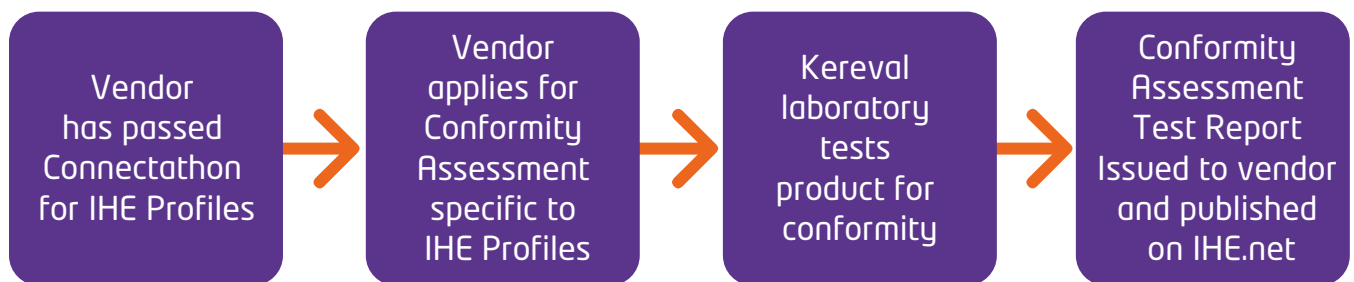 Vendor
has passed
Connectathon
for IHE Profiles
Vendor
applies for
Conformity
Assessment
specific to
IHE Profiles
Kereval
laboratory
tests
product for
conformity
Conformity
Assessment
Test Report
Issued to vendor
and published
on IHE.net